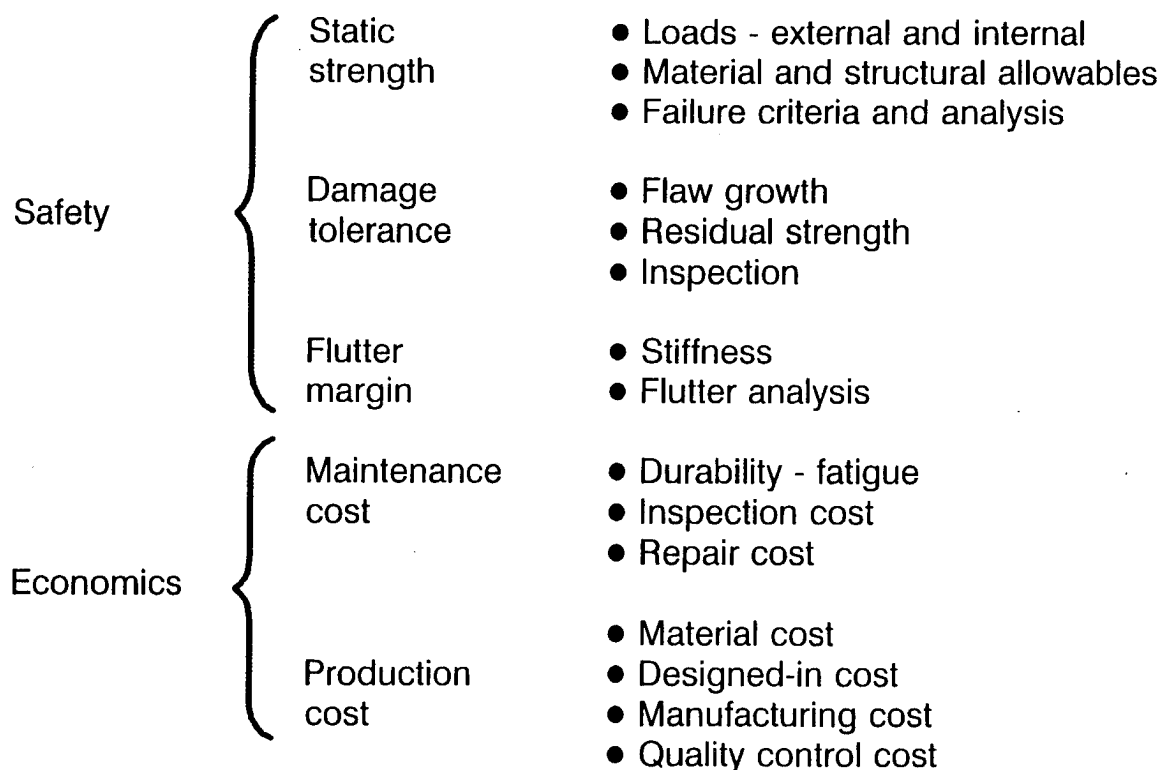 Safety
Static
strength
● Loads - external and internal
● Material and structural allowables
● Failure criteria and analysis
Damage
tolerance
● Flaw growth
● Residual strength
● Inspection
Flutter
margin
● Stiffness
● Flutter analysis
Economics
Maintenance
cost
● Durability - fatigue
● Inspection cost
● Repair cost
Production
cost
● Material cost
● Designed-in cost
● Manufacturing cost
● Quality control cost